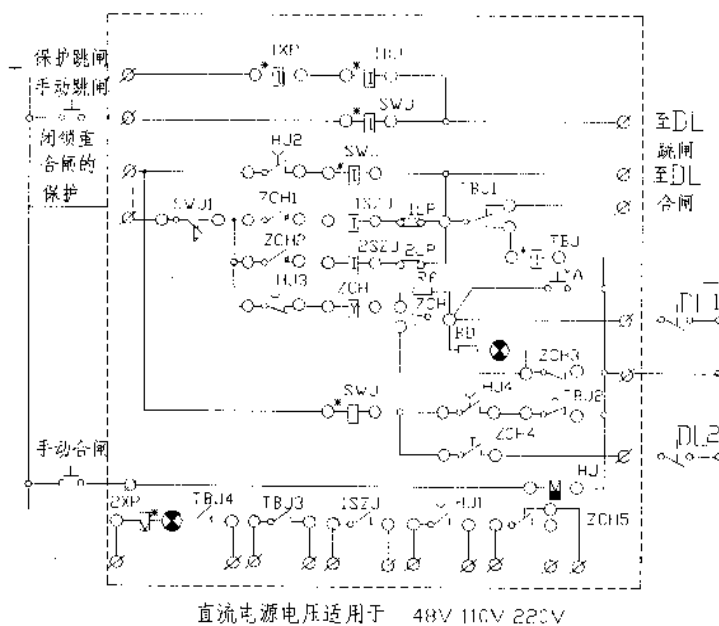 保护跳闸
手动跳闸
闭锁重
合闸的
保护
1XP
SWJ
至DL
跳闸
至DL
合闸
HJ2
SWJ
TBJ1
SWJ1
ZCH1
1SZJ
1LP
ZCH2
2SZJ
2LP
TBJ
HJ3
ZCH
ZCH
BD
DL1
ZCH3
SWJ
HJ4
TBJ2
ZCH4
DL2
手动合闸
HJ
M
2XP
TBJ4
TBJ3
1SZJ
HJ1
ZCH5
直流电源电压适用于 48V 110V 220V